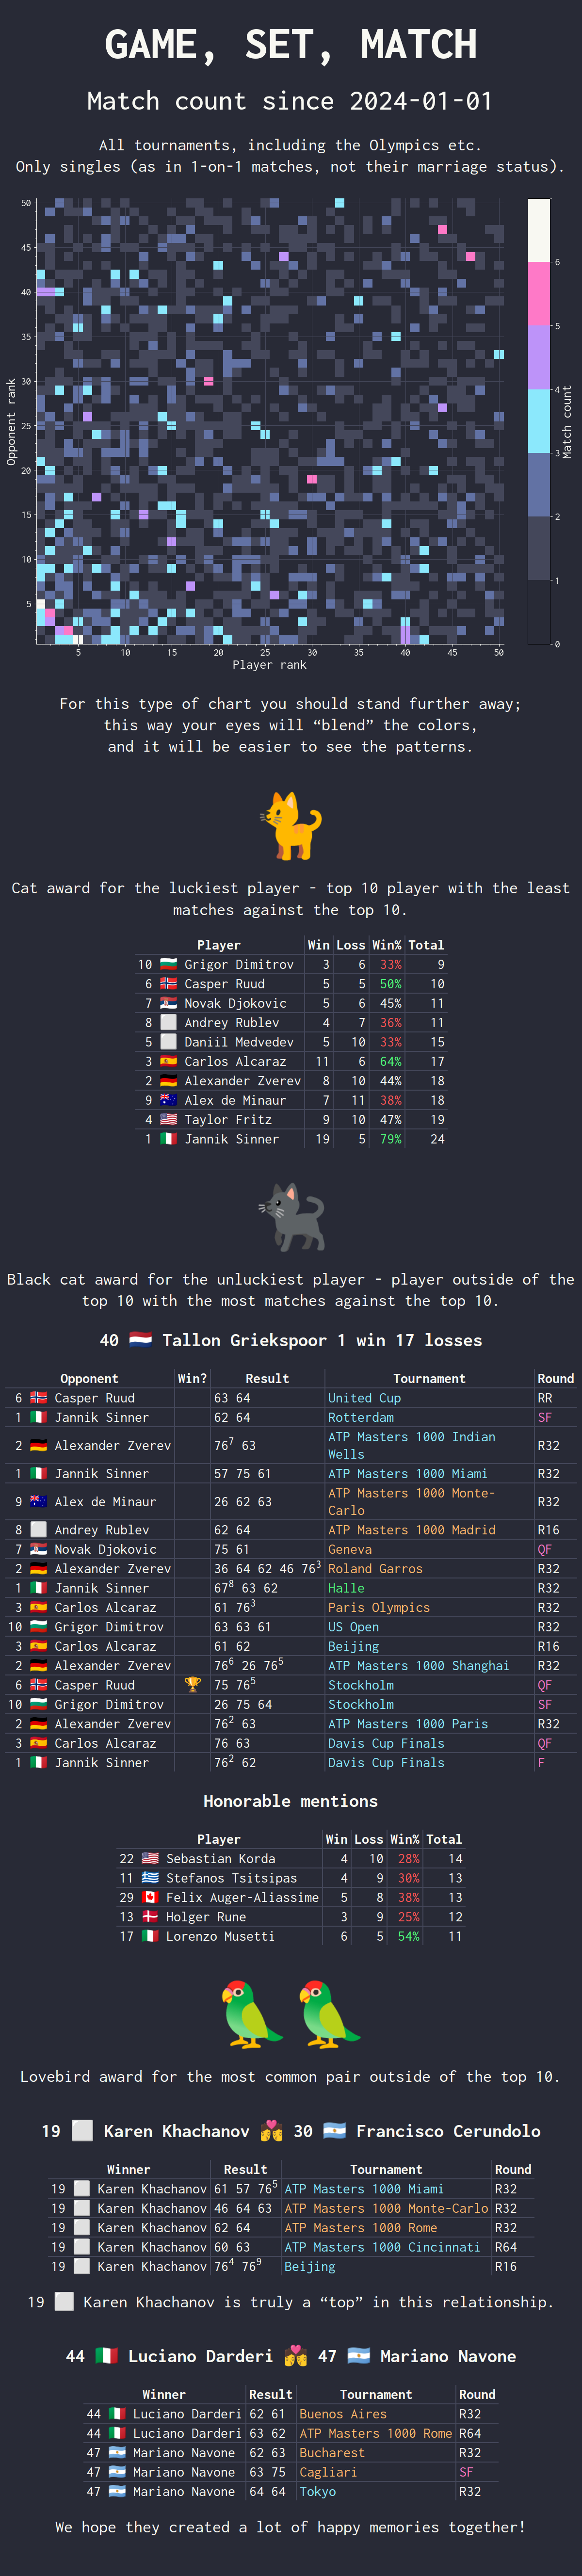 GAME, SET, MATCH
Match count since 2024-01-01
All tournaments, including the Olympics etc.
Only singles (as in 1-on-1 matches, not their marriage status).
50
45
40
35
30
25
20
15
10
5
Opponent rank
5 10 15 20 25 30 35 40 45 50
Player rank
6
5
4
3
2
1
0
Match count
For this type of chart you should stand further away;
this way your eyes will “blend” the colors,
and it will be easier to see the patterns.
Cat award for the luckiest player - top 10 player with the least
matches against the top 10.
Player Win Loss Win% Total
10 Grigor Dimitrov 3 6 33% 9
6 Casper Ruud 5 5 50% 10
7 Novak Djokovic 5 6 45% 11
8 Andrey Rublev 4 7 36% 11
5 Daniil Medvedev 5 10 33% 15
3 Carlos Alcaraz 11 6 64% 17
2 Alexander Zverev 8 10 44% 18
9 Alex de Minaur 7 11 38% 18
4 Taylor Fritz 9 10 47% 19
1 Jannik Sinner 19 5 79% 24
Black cat award for the unluckiest player - player outside of the
top 10 with the most matches against the top 10.
40 Tallon Griekspoor 1 win 17 losses
Opponent Win? Result Tournament Round
6 Casper Ruud 63 64 United Cup RR
1 Jannik Sinner 62 64 Rotterdam SF
2 Alexander Zverev 76⁷ 63 ATP Masters 1000 Indian
Wells R32
1 Jannik Sinner 57 75 61 ATP Masters 1000 Miami R32
9 Alex de Minaur 26 62 63 ATP Masters 1000 Monte-
Carlo R32
8 Andrey Rublev 62 64 ATP Masters 1000 Madrid R16
7 Novak Djokovic 75 61 Geneva QF
2 Alexander Zverev 36 64 62 46 76³ Roland Garros R32
1 Jannik Sinner 67⁸ 63 62 Halle R32
3 Carlos Alcaraz 61 76³ Paris Olympics R32
10 Grigor Dimitrov 63 63 61 US Open R32
3 Carlos Alcaraz 61 62 Beijing R16
2 Alexander Zverev 76⁶ 26 76⁵ ATP Masters 1000 Shanghai R32
6 Casper Ruud 🏆 75 76⁵ Stockholm QF
10 Grigor Dimitrov 26 75 64 Stockholm SF
2 Alexander Zverev 76² 63 ATP Masters 1000 Paris R32
3 Carlos Alcaraz 76 63 Davis Cup Finals QF
1 Jannik Sinner 76² 62 Davis Cup Finals F
Honorable mentions
Player Win Loss Win% Total
22 Sebastian Korda 4 10 28% 14
11 Stefanos Tsitsipas 4 9 30% 13
29 Felix Auger-Aliassime 5 8 38% 13
13 Holger Rune 3 9 25% 12
17 Lorenzo Musetti 6 5 54% 11
Lovebird award for the most common pair outside of the top 10.
19 Karen Khachanov 30 Francisco Cerundolo
Winner Result Tournament Round
19 Karen Khachanov 61 57 76⁵ ATP Masters 1000 Miami R32
19 Karen Khachanov 46 64 63 ATP Masters 1000 Monte-Carlo R32
19 Karen Khachanov 62 64 ATP Masters 1000 Rome R32
19 Karen Khachanov 60 63 ATP Masters 1000 Cincinnati R64
19 Karen Khachanov 76⁴ 76⁹ Beijing R16
19 Karen Khachanov is truly a “top” in this relationship.
44 Luciano Darderi 47 Mariano Navone
Winner Result Tournament Round
44 Luciano Darderi 62 61 Buenos Aires R32
44 Luciano Darderi 63 62 ATP Masters 1000 Rome R64
47 Mariano Navone 62 63 Bucharest R32
47 Mariano Navone 63 75 Cagliari SF
47 Mariano Navone 64 64 Tokyo R32
We hope they created a lot of happy memories together!